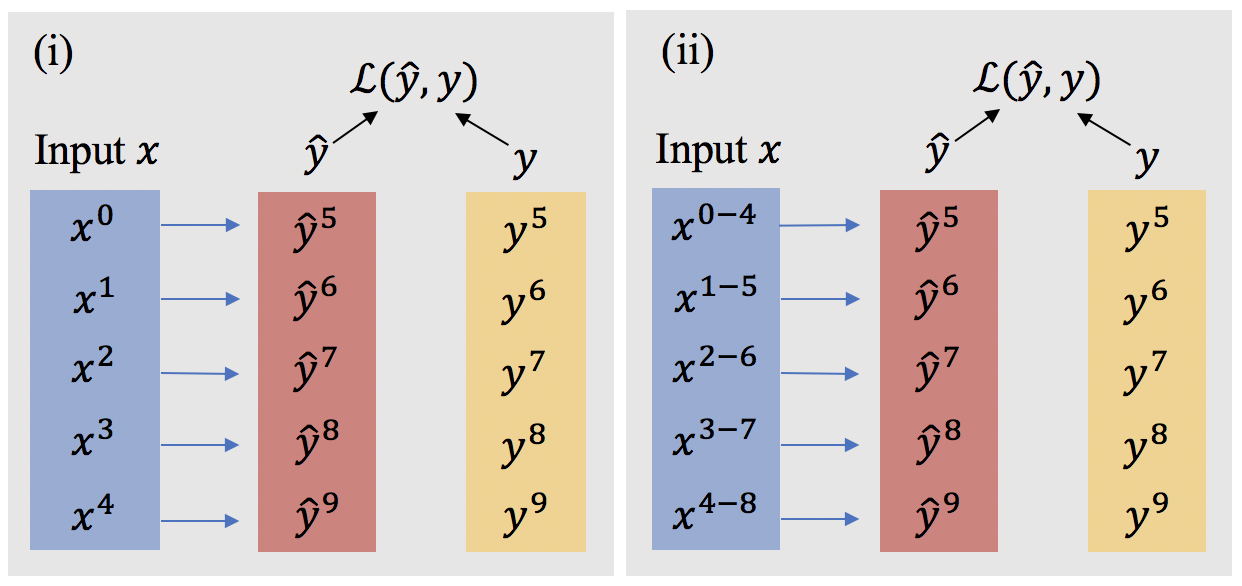 (i)
ℒ(ŷ, y)
Input x
ŷ
y
x⁰ ŷ⁵ y⁵
x¹ ŷ⁶ y⁶
x² ŷ⁷ y⁷
x³ ŷ⁸ y⁸
x⁴ ŷ⁹ y⁹
(ii)
ℒ(ŷ, y)
Input x
ŷ
y
x⁰⁻⁴ ŷ⁵ y⁵
x¹⁻⁵ ŷ⁶ y⁶
x²⁻⁶ ŷ⁷ y⁷
x³⁻⁷ ŷ⁸ y⁸
x⁴⁻⁸ ŷ⁹ y⁹